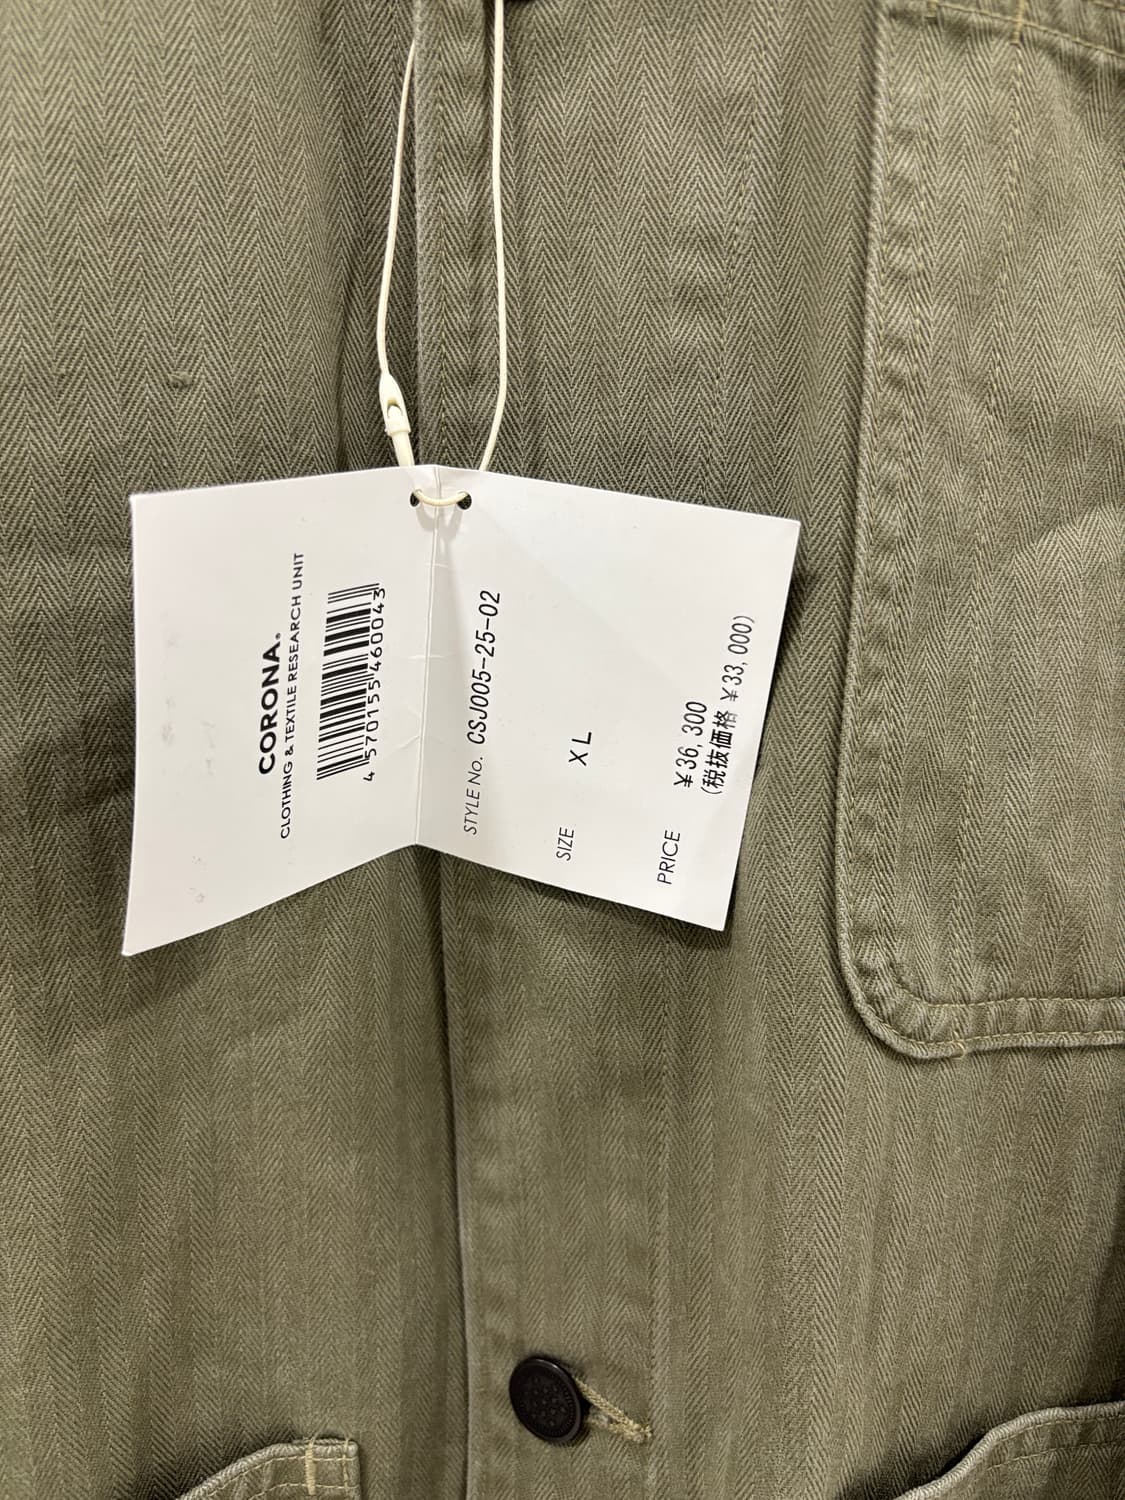 CORONA.
CLOTHING & TEXTILE RESEARCH UNIT
4 570155 460043
STYLE No. CSJ005-25-02
SIZE XL
PRICE ¥36,300
(税抜価格 ¥33,000)